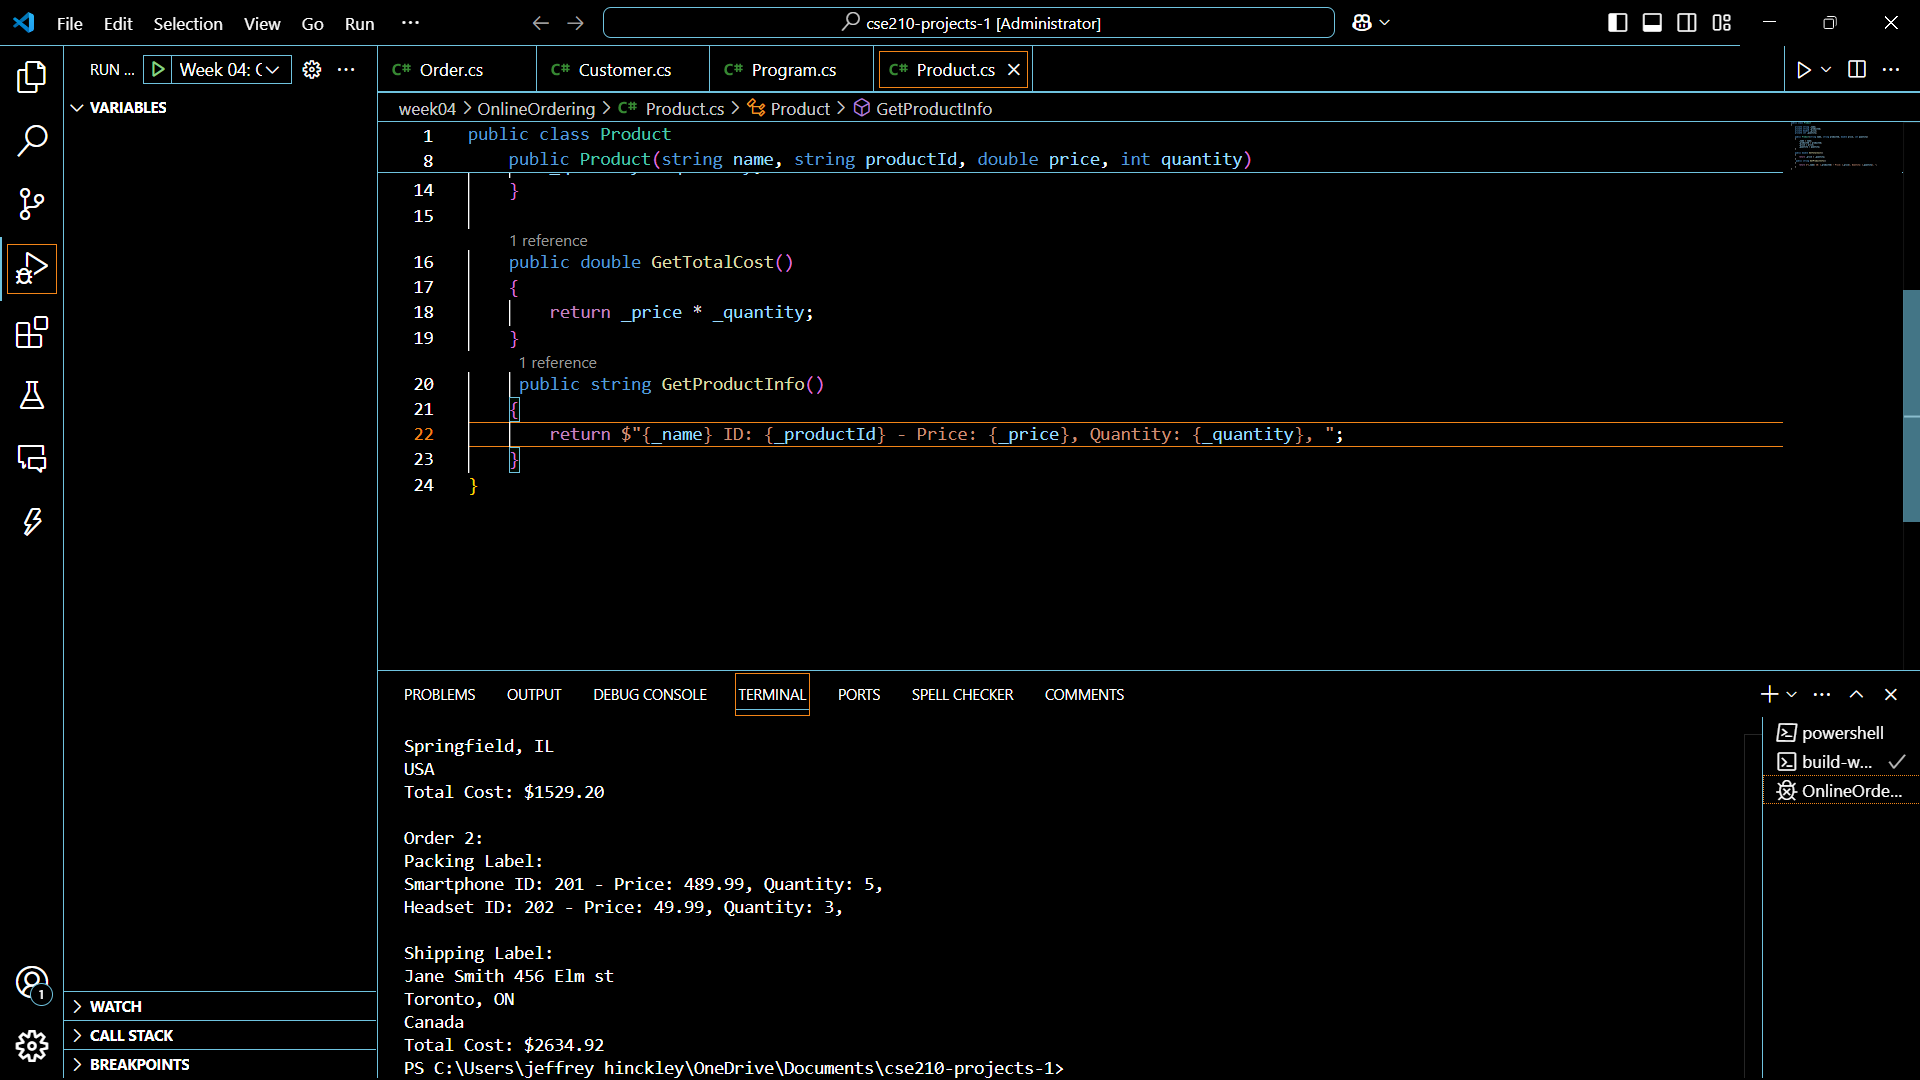 File Edit Selection View Go Run ··· cse210-projects-1 [Administrator]
RUN ... Week 04: ( ···
Order.cs Customer.cs Program.cs Product.cs
VARIABLES
week04 > OnlineOrdering > Product.cs > Product > GetProductInfo
1 public class Product
8 public Product(string name, string productId, double price, int quantity)
14 }
15
1 reference
16 public double GetTotalCost()
17 {
18 return _price * _quantity;
19 }
1 reference
20 public string GetProductInfo()
21 {
22 return $"{_name} ID: {_productId} - Price: {_price}, Quantity: {_quantity}, ";
23 }
24 }
PROBLEMS OUTPUT DEBUG CONSOLE TERMINAL PORTS SPELL CHECKER COMMENTS
powershell
build-w...
OnlineOrde...
Springfield, IL
USA
Total Cost: $1529.20
Order 2:
Packing Label:
Smartphone ID: 201 - Price: 489.99, Quantity: 5,
Headset ID: 202 - Price: 49.99, Quantity: 3,
Shipping Label:
Jane Smith 456 Elm st
Toronto, ON
Canada
Total Cost: $2634.92
PS C:\Users\jeffrey hinckley\OneDrive\Documents\cse210-projects-1>
1
WATCH
CALL STACK
BREAKPOINTS